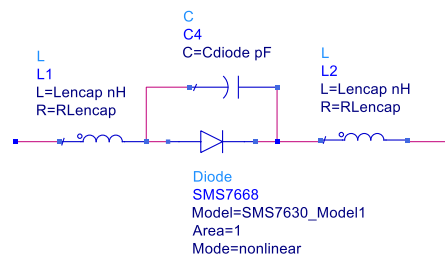 C
C4
C=Cdiode pF
L
L1
L=Lencap nH
R=RLencap
L
L2
L=Lencap nH
R=RLencap
Diode
SMS7668
Model=SMS7630_Model1
Area=1
Mode=nonlinear